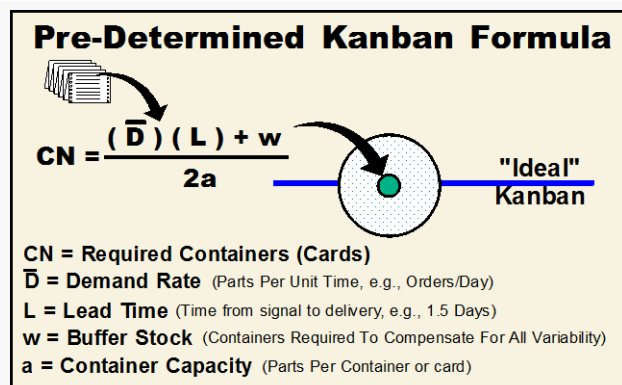 Pre-Determined Kanban Formula
CN = ( D̅ ) ( L ) + w
2a
"Ideal"
Kanban
CN = Required Containers (Cards)
D̅ = Demand Rate (Parts Per Unit Time, e.g., Orders/Day)
L = Lead Time (Time from signal to delivery, e.g., 1.5 Days)
w = Buffer Stock (Containers Required To Compensate For All Variability)
a = Container Capacity (Parts Per Container or card)